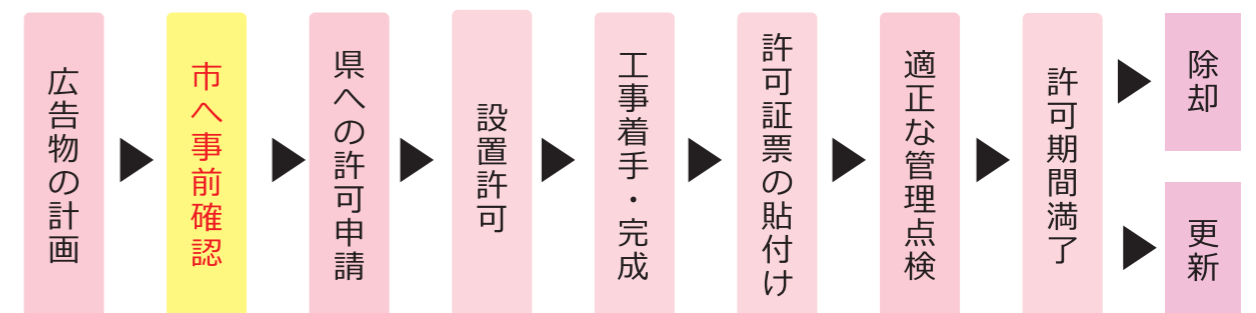 広告物の計画
市へ事前確認
県への許可申請
設置許可
工事着手・完成
許可証票の貼付け
適正な管理点検
許可期間満了
除却
更新